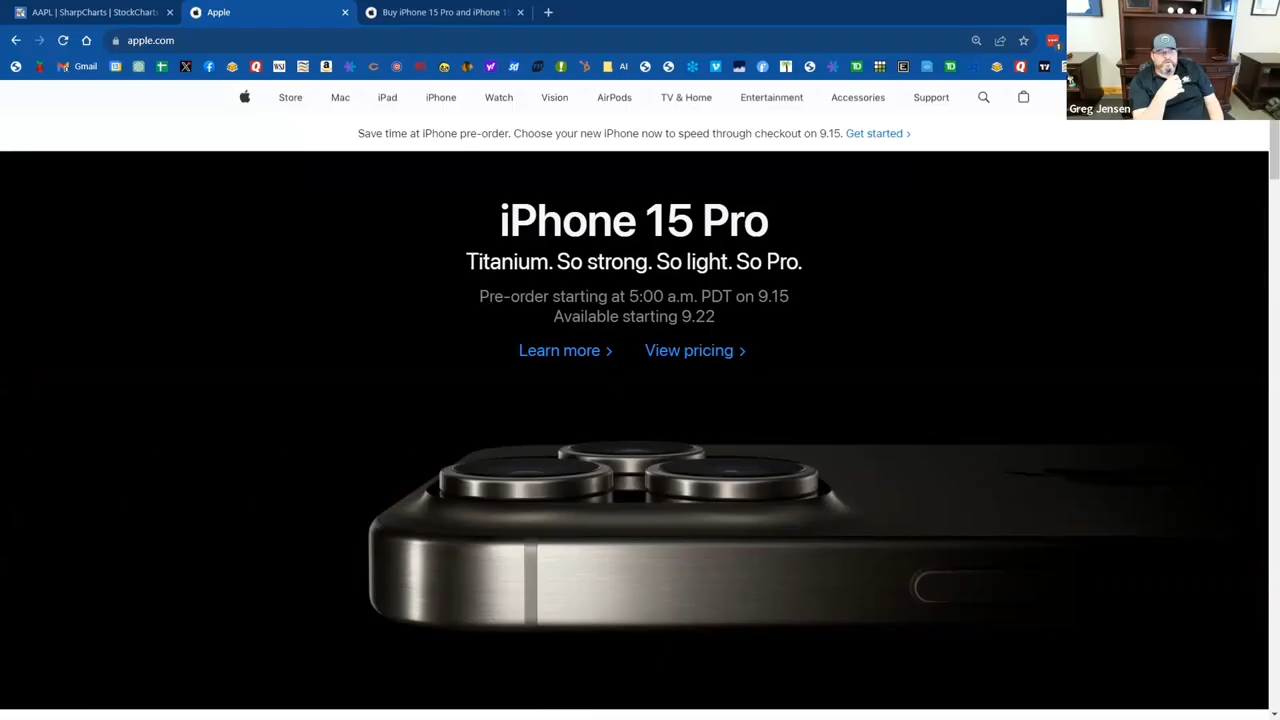 AAPL | SharpCharts | StockChart
Apple
Buy iPhone 15 Pro and iPhone 15
apple.com
Gmail
AI
Greg Jensen
Store
Mac
iPad
iPhone
Watch
Vision
AirPods
TV & Home
Entertainment
Accessories
Support
Save time at iPhone pre-order. Choose your new iPhone now to speed through checkout on 9.15. Get started >
iPhone 15 Pro
Titanium. So strong. So light. So Pro.
Pre-order starting at 5:00 a.m. PDT on 9.15
Available starting 9.22
Learn more >
View pricing >